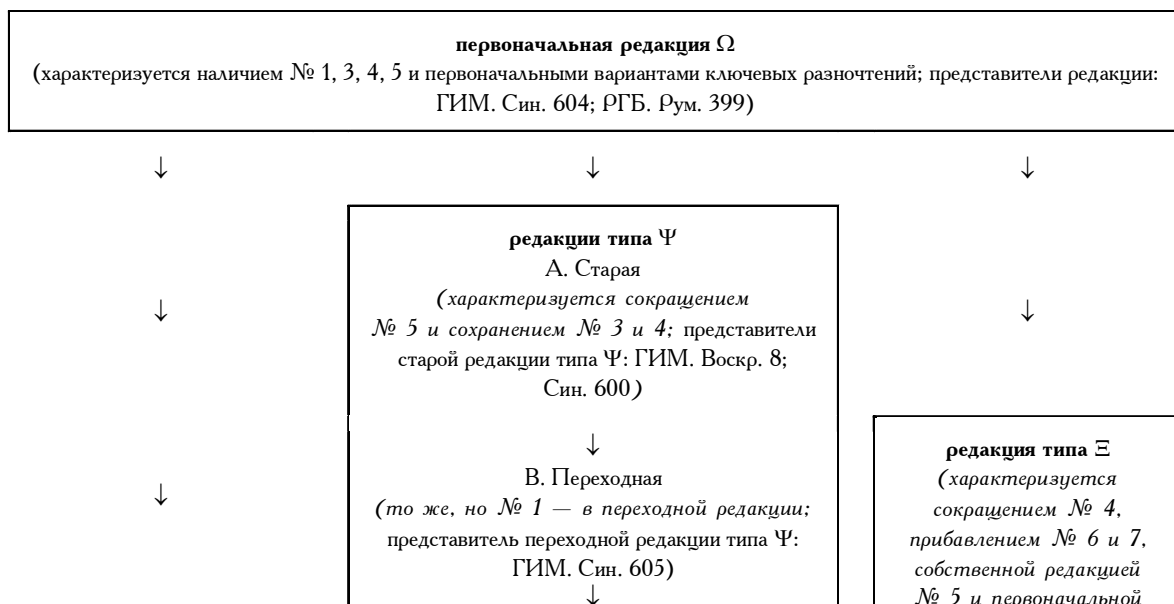 первоначальная редакция Ω
(характеризуется наличием № 1, 3, 4, 5 и первоначальными вариантами ключевых разночтений; представители редакции:
ГИМ. Син. 604; РГБ. Рум. 399)
↓ ↓ ↓
редакции типа Ψ
А. Старая
↓ (характеризуется сокращением ↓
№ 5 и сохранением № 3 и 4; представители
старой редакции типа Ψ: ГИМ. Воскр. 8;
Син. 600)
↓
В. Переходная
↓ (то же, но № 1 — в переходной редакции;
представитель переходной редакции типа Ψ:
ГИМ. Син. 605)
↓
редакция типа Ξ
(характеризуется
сокращением № 4,
прибавлением № 6 и 7,
собственной редакцией
№ 5 и первоначальной